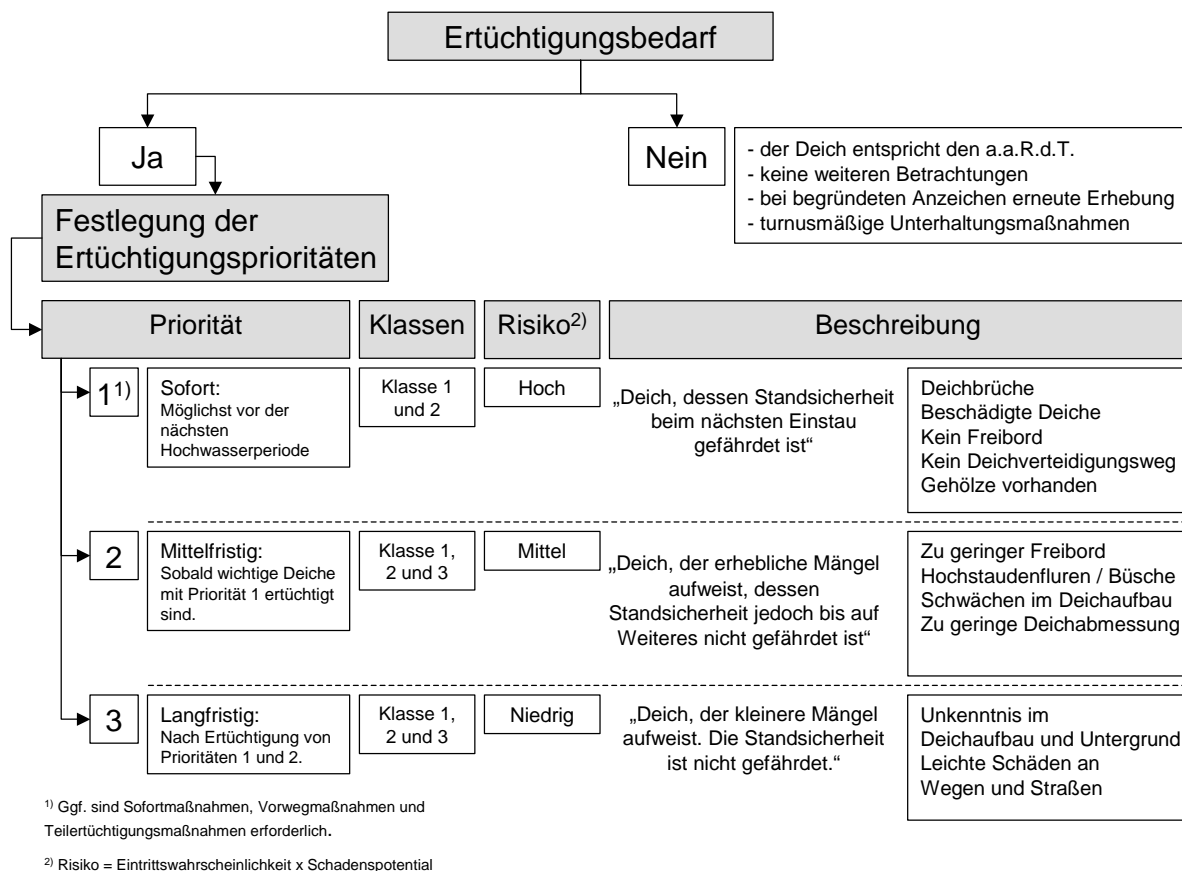 Ertüchtigungsbedarf
Ja
Nein
- der Deich entspricht den a.a.R.d.T.
- keine weiteren Betrachtungen
- bei begründeten Anzeichen erneute Erhebung
- turnusmäßige Unterhaltungsmaßnahmen
Festlegung der
Ertüchtigungsprioritäten
Priorität
Klassen
Risiko2)
Beschreibung
1 1)
Sofort:
Möglichst vor der
nächsten
Hochwasserperiode
Klasse 1
und 2
Hoch
„Deich, dessen Standsicherheit
beim nächsten Einstau
gefährdet ist“
Deichbrüche
Beschädigte Deiche
Kein Freibord
Kein Deichverteidigungsweg
Gehölze vorhanden
2
Mittelfristig:
Sobald wichtige Deiche
mit Priorität 1 ertüchtigt
sind.
Klasse 1,
2 und 3
Mittel
„Deich, der erhebliche Mängel
aufweist, dessen
Standsicherheit jedoch bis auf
Weiteres nicht gefährdet ist“
Zu geringer Freibord
Hochstaudenfluren / Büsche
Schwächen im Deichaufbau
Zu geringe Deichabmessung
3
Langfristig:
Nach Ertüchtigung von
Prioritäten 1 und 2.
Klasse 1,
2 und 3
Niedrig
„Deich, der kleinere Mängel
aufweist. Die Standsicherheit
ist nicht gefährdet.“
Unkenntnis im
Deichaufbau und Untergrund
Leichte Schäden an
Wegen und Straßen
1) Ggf. sind Sofortmaßnahmen, Vorwegmaßnahmen und
Teilertüchtigungsmaßnahmen erforderlich.
2) Risiko = Eintrittswahrscheinlichkeit x Schadenspotential